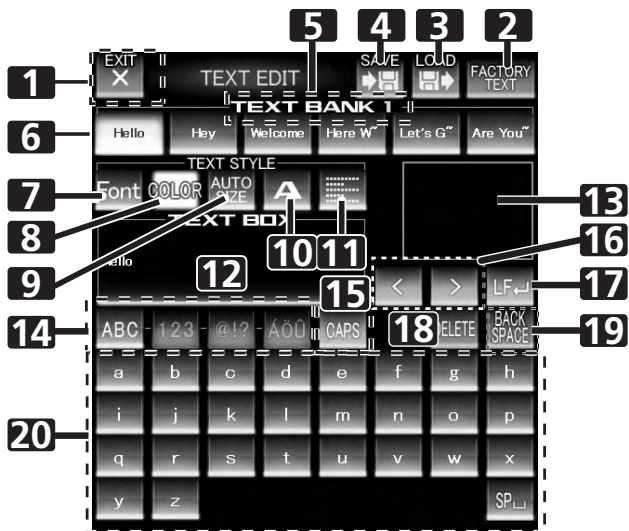 5 4 3 2
EXIT SAVE LOAD
1 × TEXT EDIT FACTORY TEXT
TEXT BANK 1
6 Hello Hey Welcome Here W~ Let's G~ Are You~
TEXT STYLE
7 Font COLOR AUTO SIZE A 13
8 TEXT BOX 10 11 16
9 Hello 12 15 < > LF↵ 17
14 ABC - 123 - @!? - ÄÖÛ CAPS 18 DELETE BACK SPACE 19
a b c d e f g h
20 i j k l m n o p
q r s t u v w x
y z SP␣